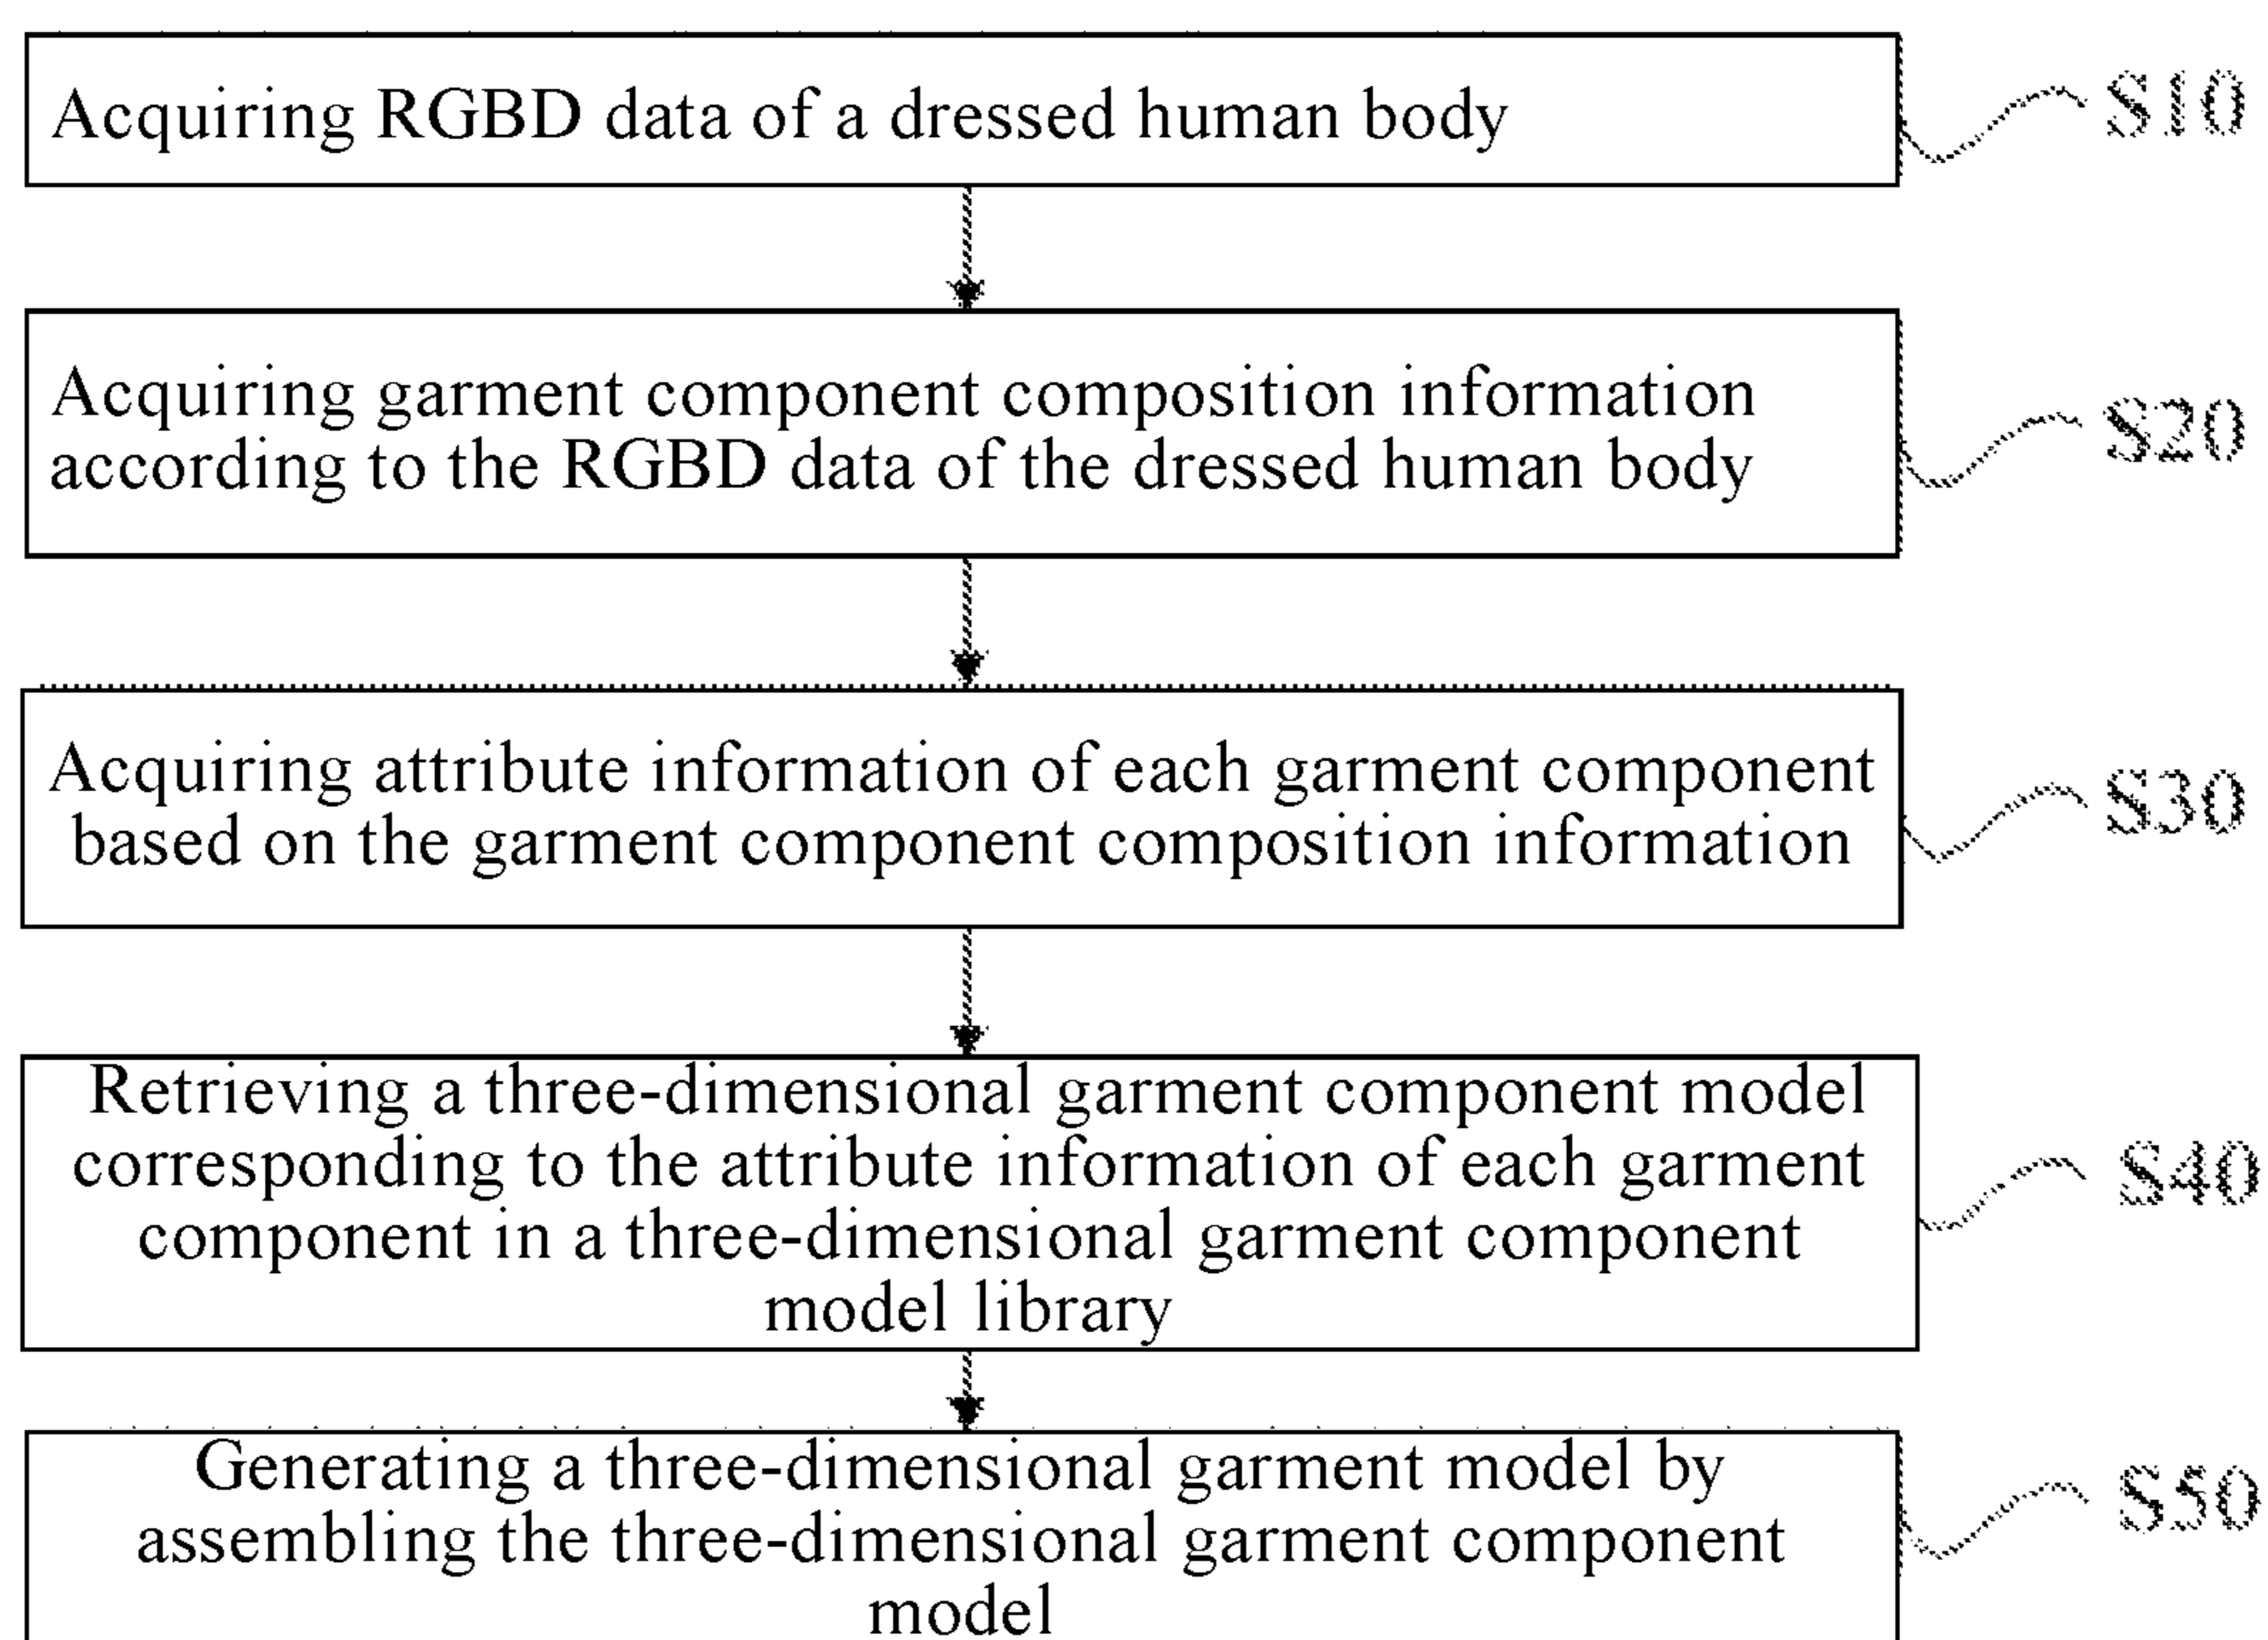 Acquiring RGBD data of a dressed human body
S10
Acquiring garment component composition information
according to the RGBD data of the dressed human body
S20
Acquiring attribute information of each garment component
based on the garment component composition information
S30
Retrieving a three-dimensional garment component model
corresponding to the attribute information of each garment
component in a three-dimensional garment component
model library
S40
Generating a three-dimensional garment model by
assembling the three-dimensional garment component
model
S50